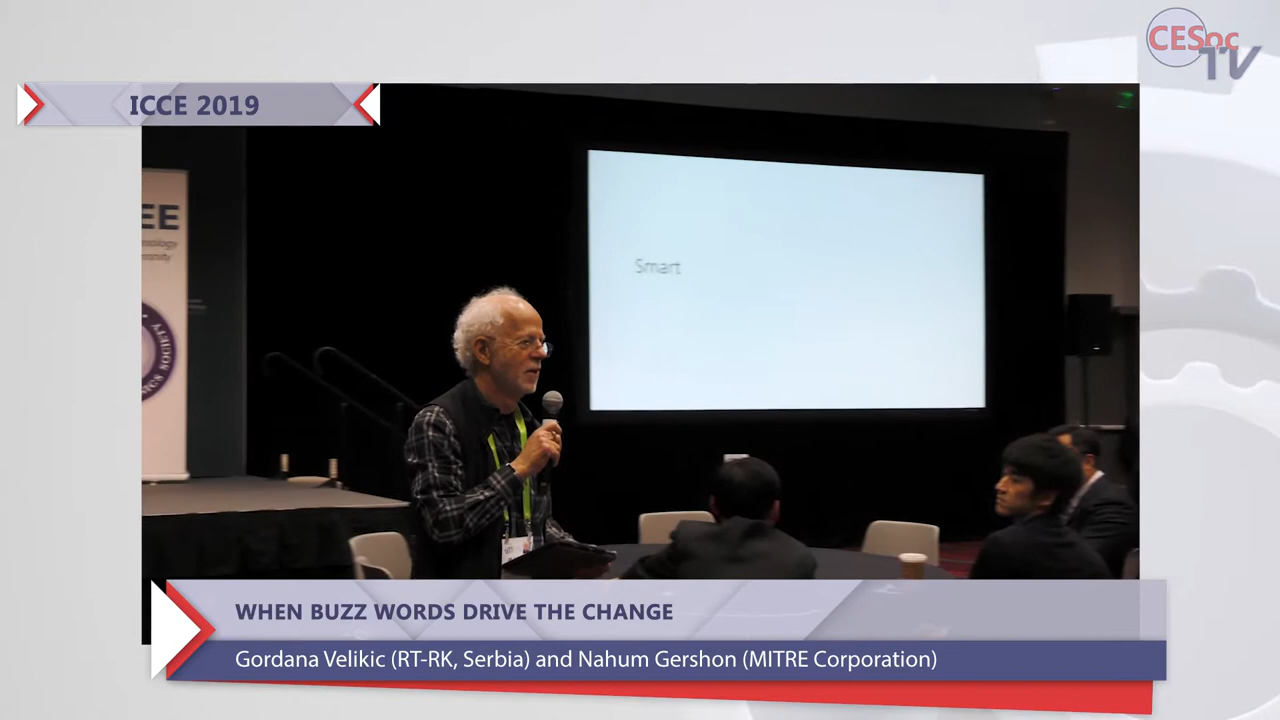 CESoc
TV
ICCE 2019
EE
Smart
WHEN BUZZ WORDS DRIVE THE CHANGE
Gordana Velikic (RT-RK, Serbia) and Nahum Gershon (MITRE Corporation)